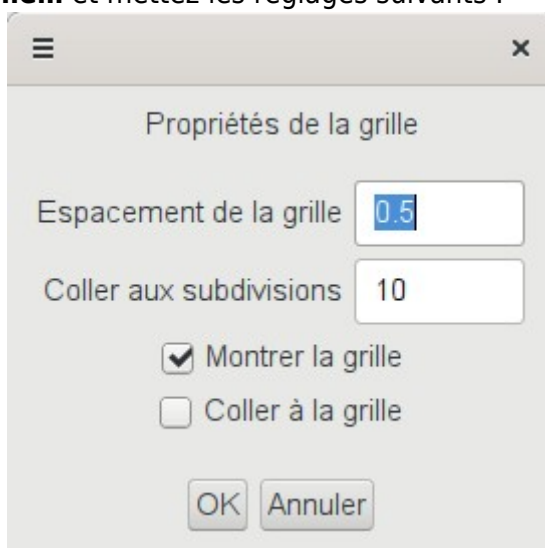 et mettez les réglages suivants :
Propriétés de la grille
Espacement de la grille 0.5
Coller aux subdivisions 10
Montrer la grille
Coller à la grille
OK Annuler